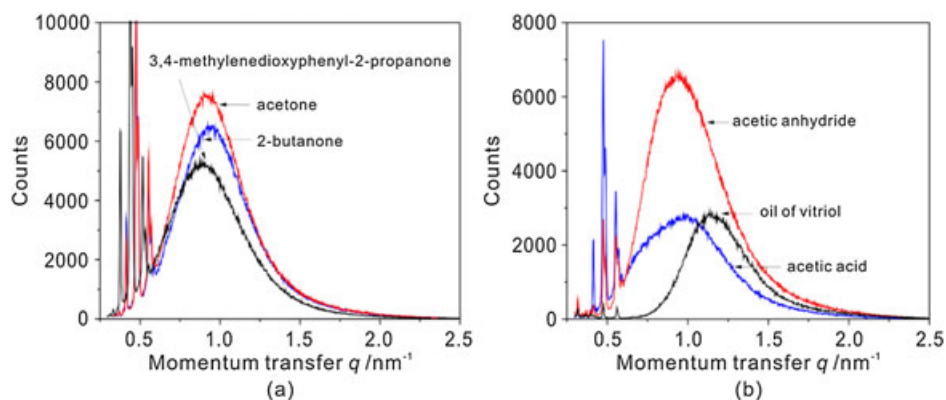 10000
8000
6000
4000
2000
0
Counts
3,4-methylenedioxyphenyl-2-propanone
acetone
2-butanone
0.5 1.0 1.5 2.0 2.5
Momentum transfer q /nm⁻¹
(a)
8000
6000
4000
2000
0
Counts
acetic anhydride
oil of vitriol
acetic acid
0.5 1.0 1.5 2.0 2.5
Momentum transfer q /nm⁻¹
(b)